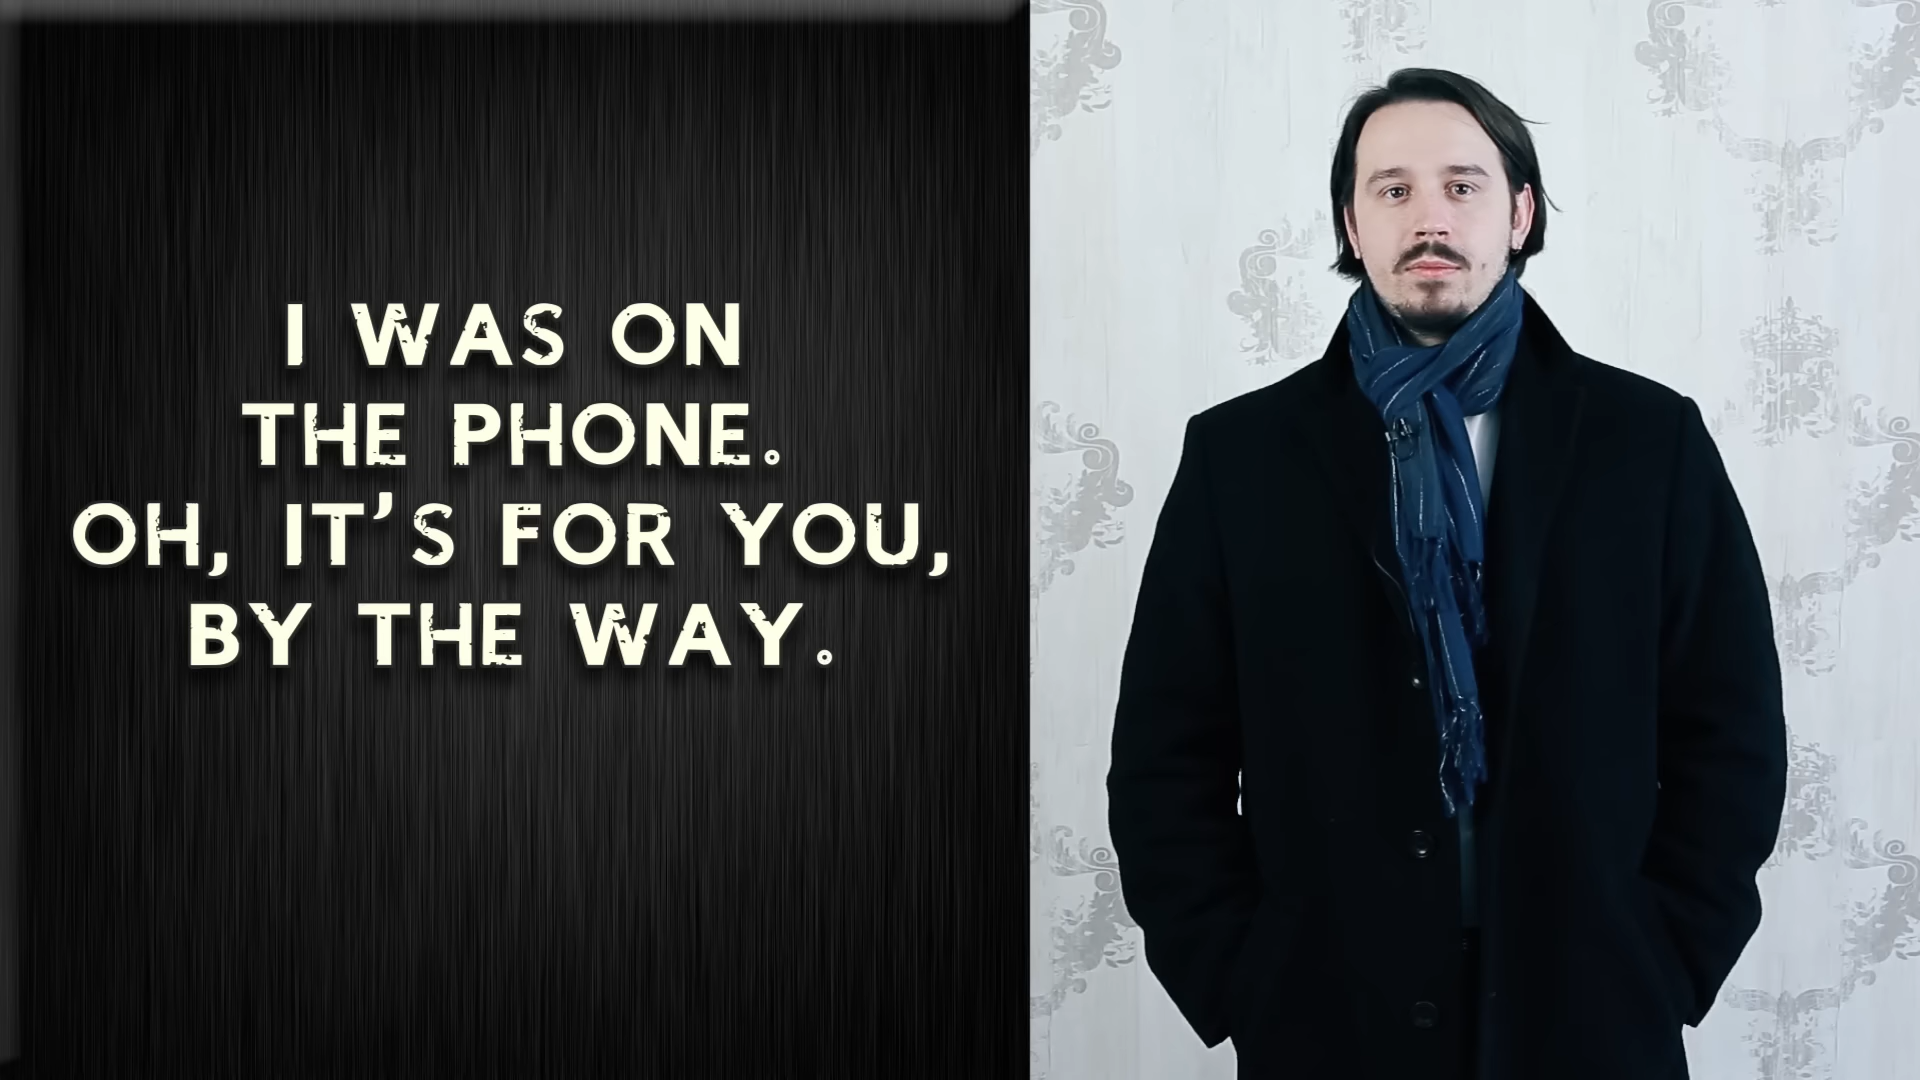 I WAS ON
THE PHONE.
OH, IT'S FOR YOU,
BY THE WAY.